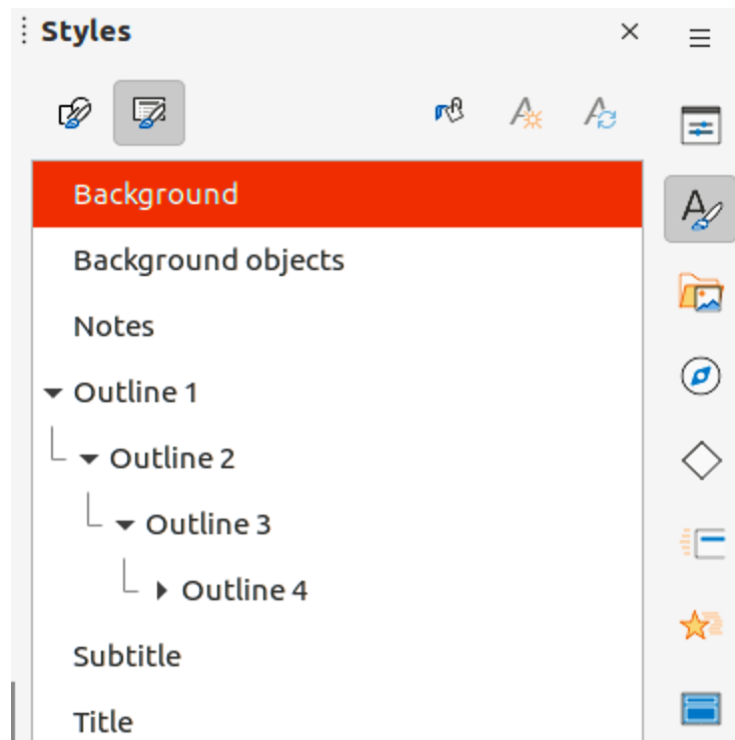 Styles
Background
Background objects
Notes
Outline 1
Outline 2
Outline 3
Outline 4
Subtitle
Title